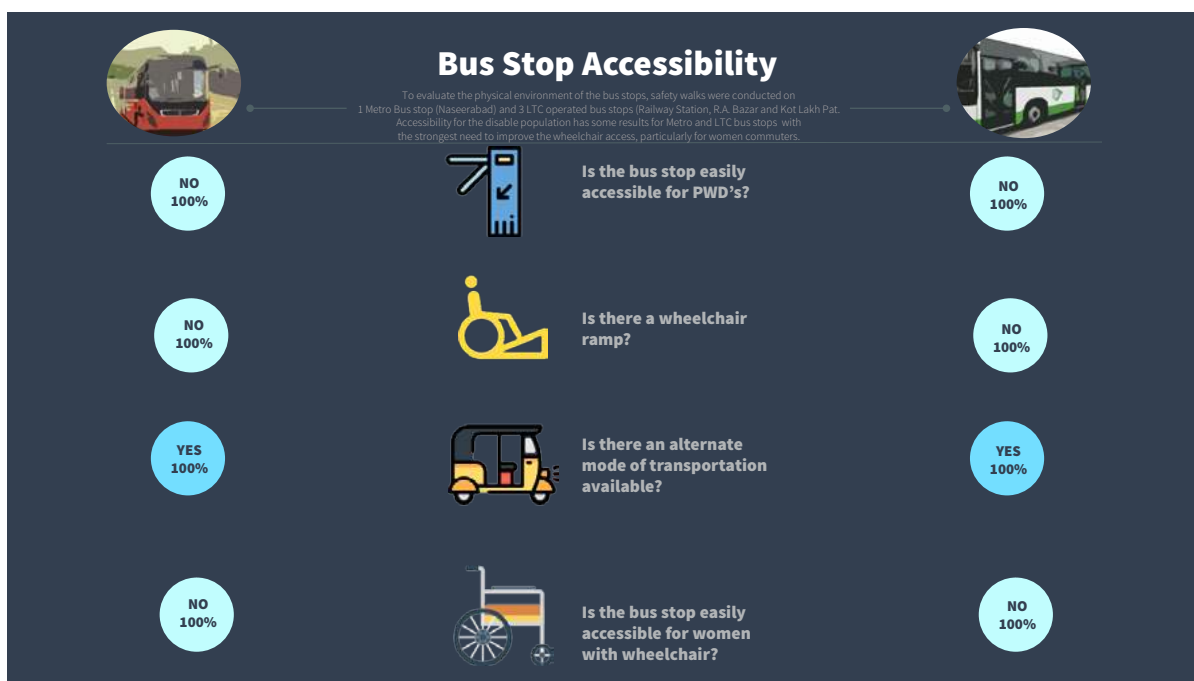 Bus Stop Accessibility
To evaluate the physical environment of the bus stops, safety walks were conducted on
1 Metro Bus stop (Naseerabad) and 3 LTC operated bus stops (Railway Station, R.A. Bazar and Kot Lakh Pat.
Accessibility for the disable population has some results for Metro and LTC bus stops with
the strongest need to improve the wheelchair access, particularly for women commuters.
NO
100%
Is the bus stop easily
accessible for PWD's?
NO
100%
NO
100%
Is there a wheelchair
ramp?
NO
100%
YES
100%
Is there an alternate
mode of transportation
available?
YES
100%
NO
100%
Is the bus stop easily
accessible for women
with wheelchair?
NO
100%